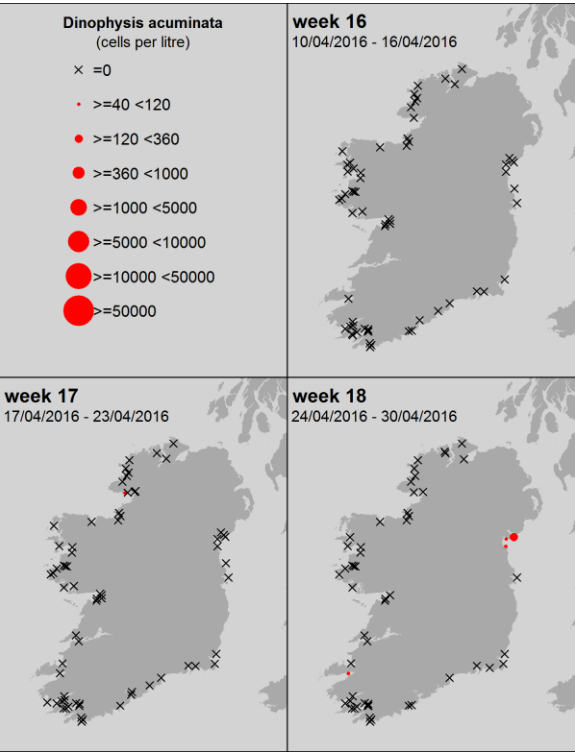 Dinophysis acuminata
(cells per litre)
=0
>=40 <120
>=120 <360
>=360 <1000
>=1000 <5000
>=5000 <10000
>=10000 <50000
>=50000
week 16
10/04/2016 - 16/04/2016
week 17
17/04/2016 - 23/04/2016
week 18
24/04/2016 - 30/04/2016